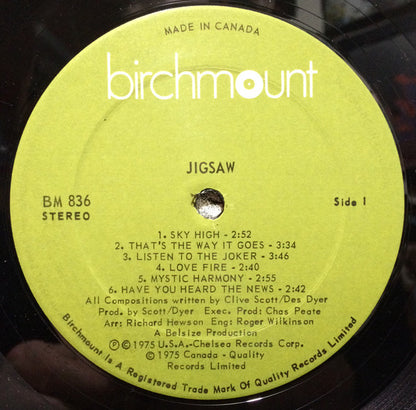 MADE IN CANADA
birchmount
JIGSAW
BM 836
STEREO
Side 1
1. SKY HIGH - 2:52
2. THAT'S THE WAY IT GOES - 3:34
3. LISTEN TO THE JOKER - 3:46
4. LOVE FIRE - 2:40
5. MYSTIC HARMONY - 2:55
6. HAVE YOU HEARD THE NEWS - 2:42
All Compositions written by Clive Scott/Des Dyer
Prod. by Scott/Dyer Exec. Prod: Chas Peate
Arr: Richard Hewson Eng: Roger Wilkinson
A Belsize Production
Ⓟ © 1975 U.S.A.-Chelsea Records Corp.
© 1975 Canada - Quality
Records Limited
Birchmount Is A Registered Trade Mark Of Quality Records Limited